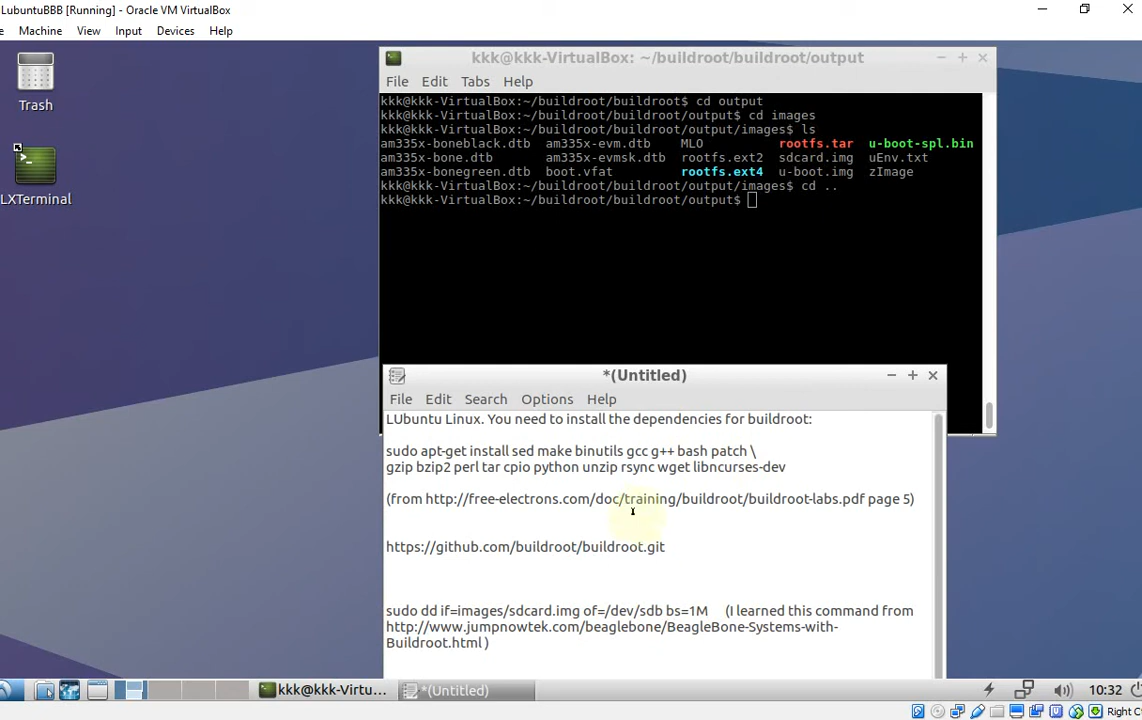 LubuntuBBB [Running] - Oracle VM VirtualBox
Machine View Input Devices Help
Trash
LXTerminal
kkk@kkk-VirtualBox: ~/buildroot/buildroot/output
File Edit Tabs Help
kkk@kkk-VirtualBox:~/buildroot/buildroot$ cd output
kkk@kkk-VirtualBox:~/buildroot/buildroot/output$ cd images
kkk@kkk-VirtualBox:~/buildroot/buildroot/output/images$ ls
am335x-boneblack.dtb am335x-evm.dtb MLO rootfs.tar u-boot-spl.bin
am335x-bone.dtb am335x-evmsk.dtb rootfs.ext2 sdcard.img uEnv.txt
am335x-bonegreen.dtb boot.vfat rootfs.ext4 u-boot.img zImage
kkk@kkk-VirtualBox:~/buildroot/buildroot/output/images$ cd ..
kkk@kkk-VirtualBox:~/buildroot/buildroot/output$
*(Untitled)
File Edit Search Options Help
LUbuntu Linux. You need to install the dependencies for buildroot:
sudo apt-get install sed make binutils gcc g++ bash patch \
gzip bzip2 perl tar cpio python unzip rsync wget libncurses-dev
(from http://free-electrons.com/doc/training/buildroot/buildroot-labs.pdf page 5)
https://github.com/buildroot/buildroot.git
sudo dd if=images/sdcard.img of=/dev/sdb bs=1M (I learned this command from
http://www.jumpnowtek.com/beaglebone/BeagleBone-Systems-with-
Buildroot.html )
kkk@kkk-Virtu... *(Untitled) 10:32
Right C